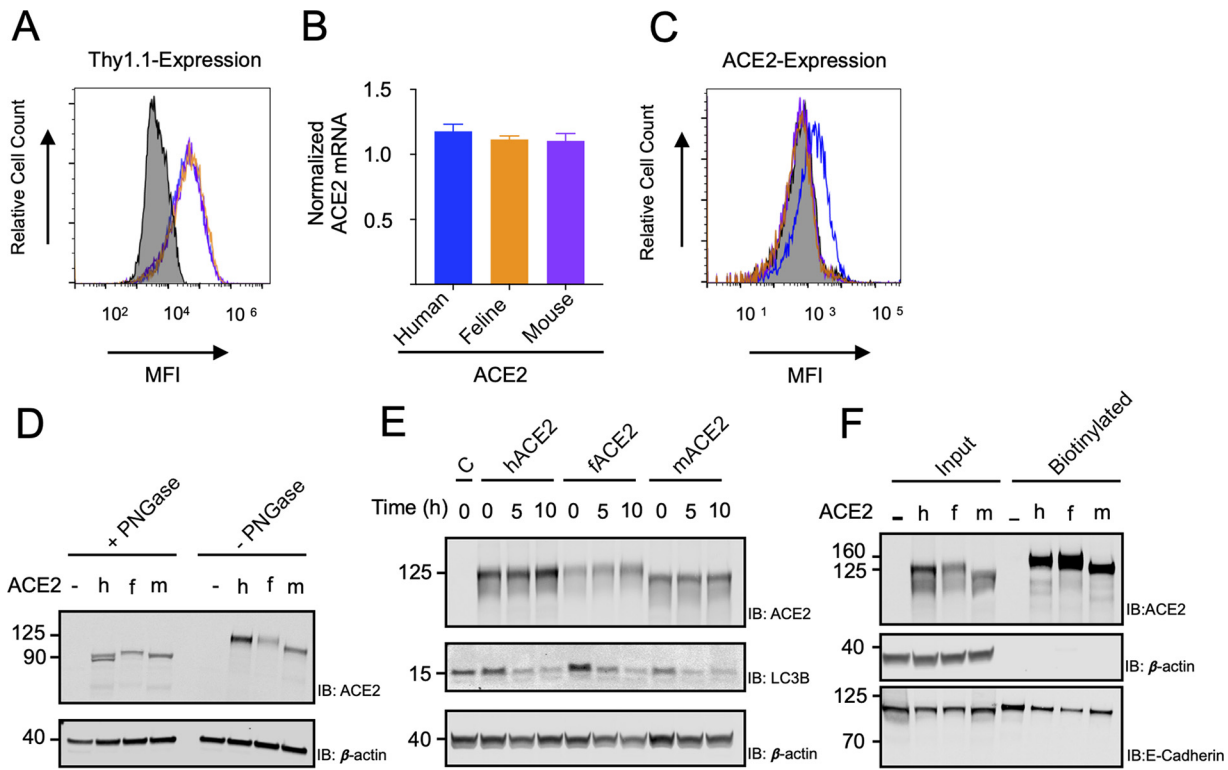 A
Thy1.1-Expression
Relative Cell Count
10 2 10 4 10 6
MFI
B
Normalized
ACE2 mRNA
1.5
1.0
0.5
Human Feline Mouse
ACE2
C
ACE2-Expression
Relative Cell Count
10 1 10 3 10 5
MFI
D
+ PNGase - PNGase
ACE2 - h f m - h f m
125
90
IB: ACE2
40
IB: β-actin
E
C hACE2 fACE2 mACE2
Time (h) 0 0 5 10 0 5 10 0 5 10
125
IB: ACE2
15
IB: LC3B
40
IB: β-actin
F
Input Biotinylated
ACE2 - h f m - h f m
160
125
IB:ACE2
40
IB: β-actin
125
70
IB:E-Cadherin